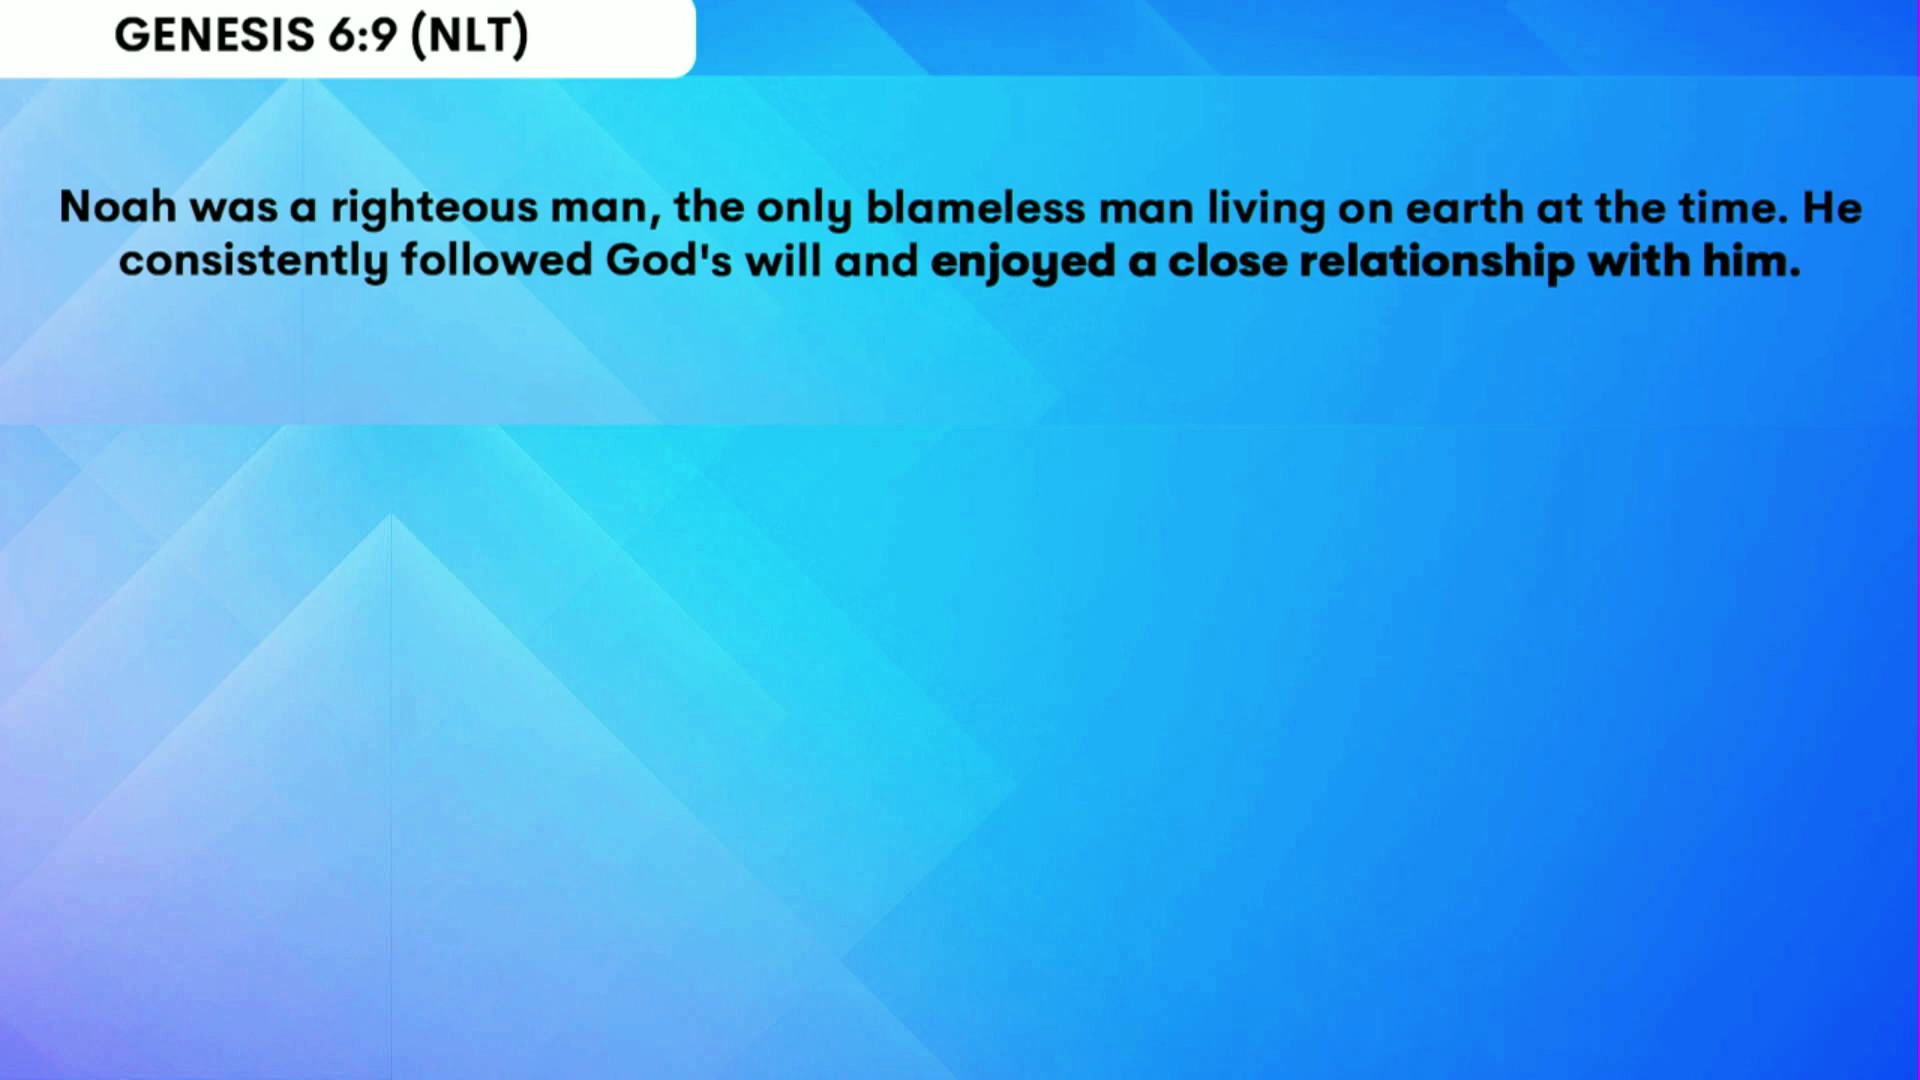 GENESIS 6:9 (NLT)
Noah was a righteous man, the only blameless man living on earth at the time. He
consistently followed God's will and enjoyed a close relationship with him.